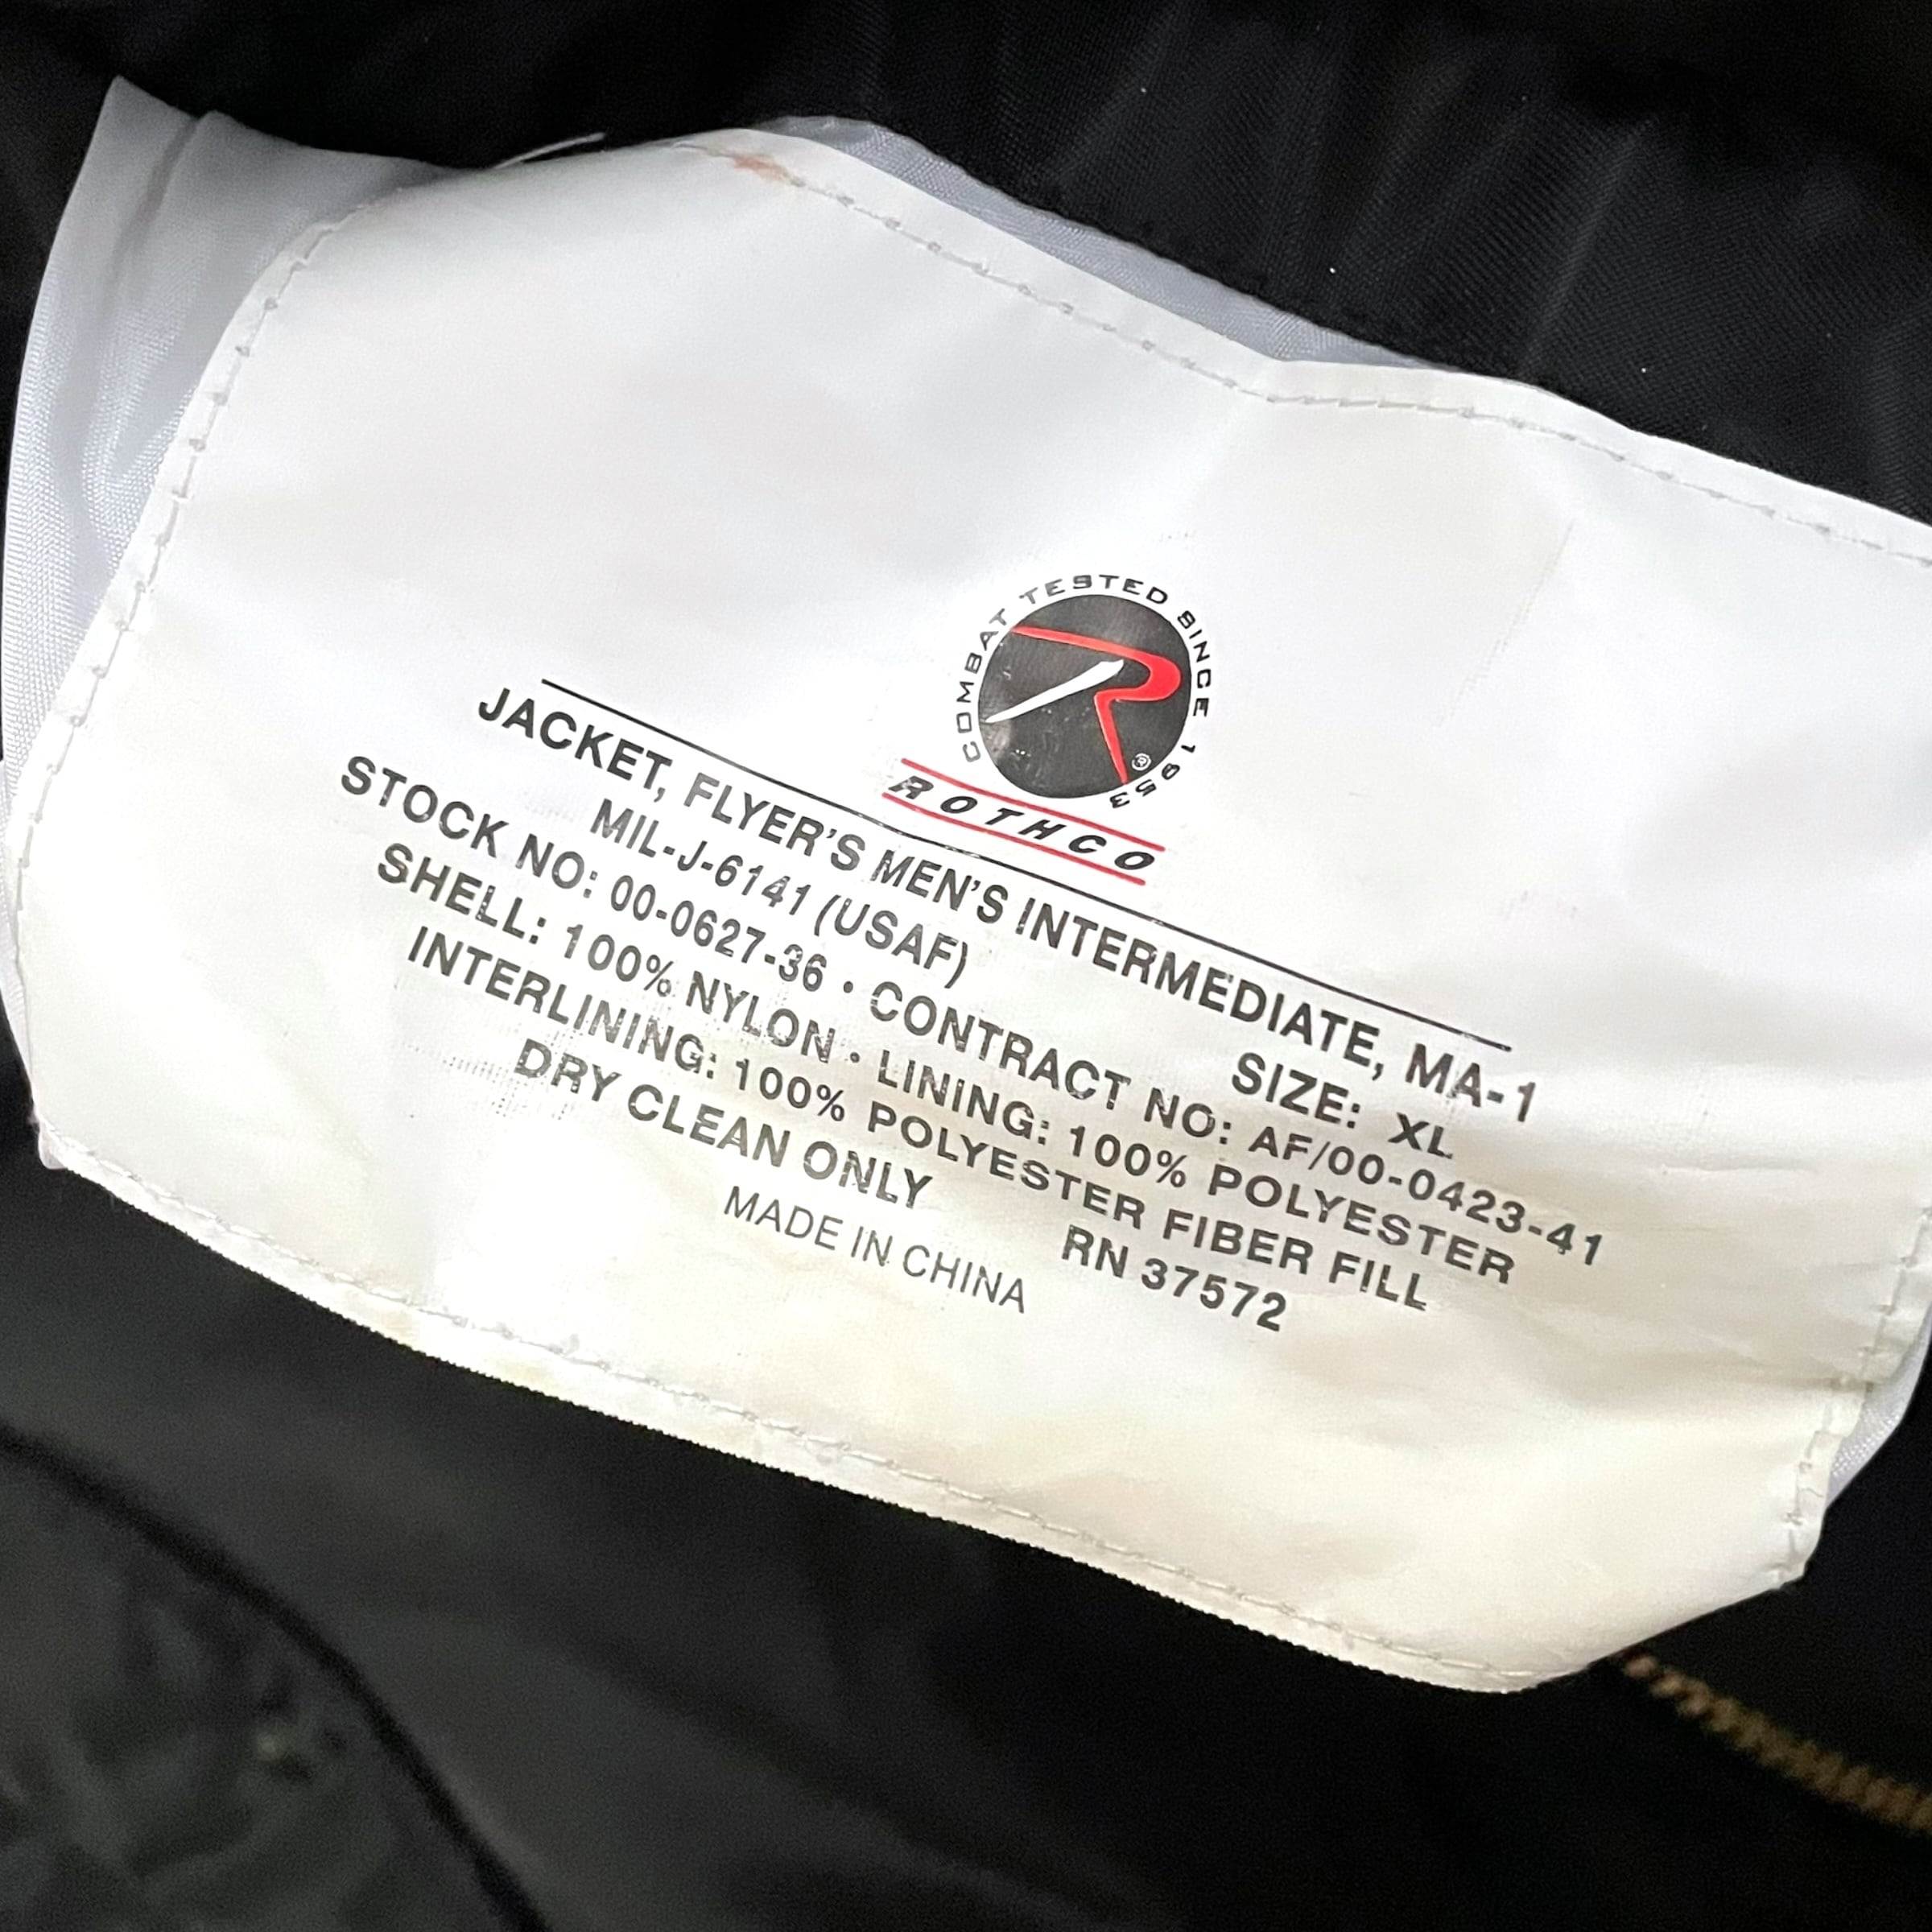 COMBAT TESTED SINCE 1953
R®
ROTHCO
JACKET, FLYER'S MEN'S INTERMEDIATE, MA-1
MIL-J-6141 (USAF) SIZE: XL
STOCK NO: 00-0627-36 · CONTRACT NO: AF/00-0423-41
SHELL: 100% NYLON · LINING: 100% POLYESTER
INTERLINING: 100% POLYESTER FIBER FILL
DRY CLEAN ONLY RN 37572
MADE IN CHINA